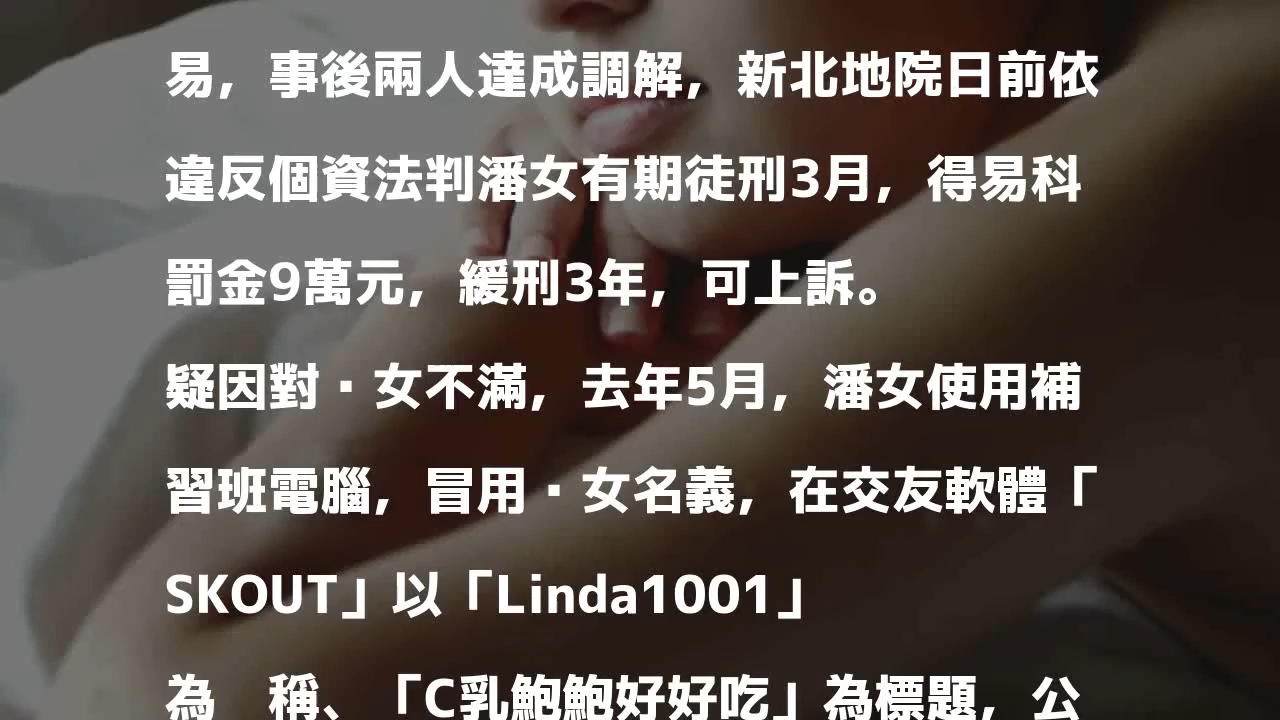 易，事後兩人達成調解，新北地院日前依
違反個資法判潘女有期徒刑3月，得易科
罰金9萬元，緩刑3年，可上訴。
疑因對▪女不滿，去年5月，潘女使用補
習班電腦，冒用▪女名義，在交友軟體「
SKOUT」以「Linda1001」
為　稱、「C乳鮑鮑好好吃」為標題，公